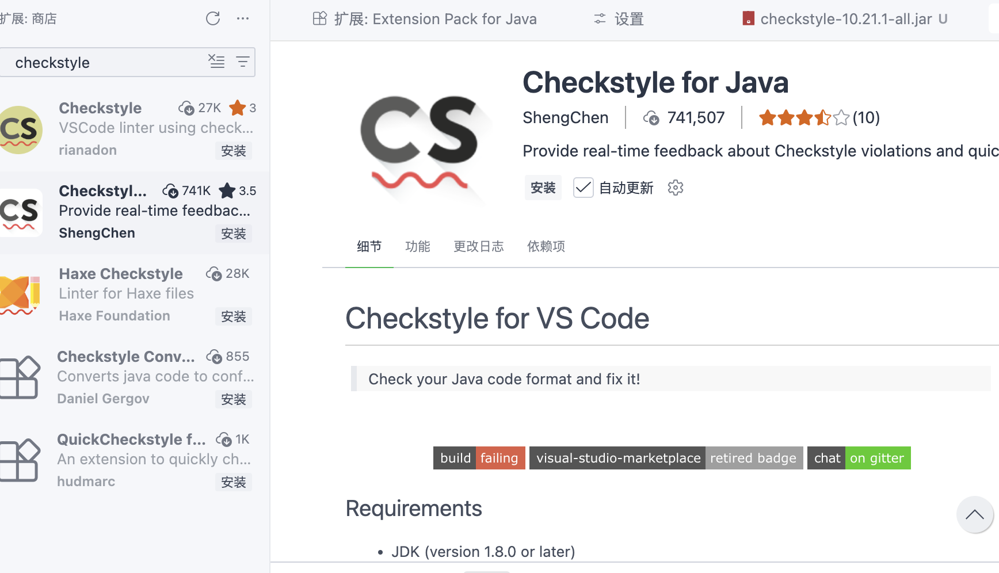 扩展: 商店
checkstyle
Checkstyle 27K 3
VSCode linter using check...
rianadon 安装
Checkstyl... 741K 3.5
Provide real-time feedbac...
ShengChen 安装
Haxe Checkstyle 28K
Linter for Haxe files
Haxe Foundation 安装
Checkstyle Conv... 855
Converts java code to conf...
Daniel Gergov 安装
QuickCheckstyle f... 1K
An extension to quickly ch...
hudmarc 安装
扩展: Extension Pack for Java 设置 checkstyle-10.21.1-all.jar U
CS
Checkstyle for Java
ShengChen 741,507 (10)
Provide real-time feedback about Checkstyle violations and quic
安装 自动更新
细节 功能 更改日志 依赖项
Checkstyle for VS Code
Check your Java code format and fix it!
build failing visual-studio-marketplace retired badge chat on gitter
Requirements
• JDK (version 1.8.0 or later)